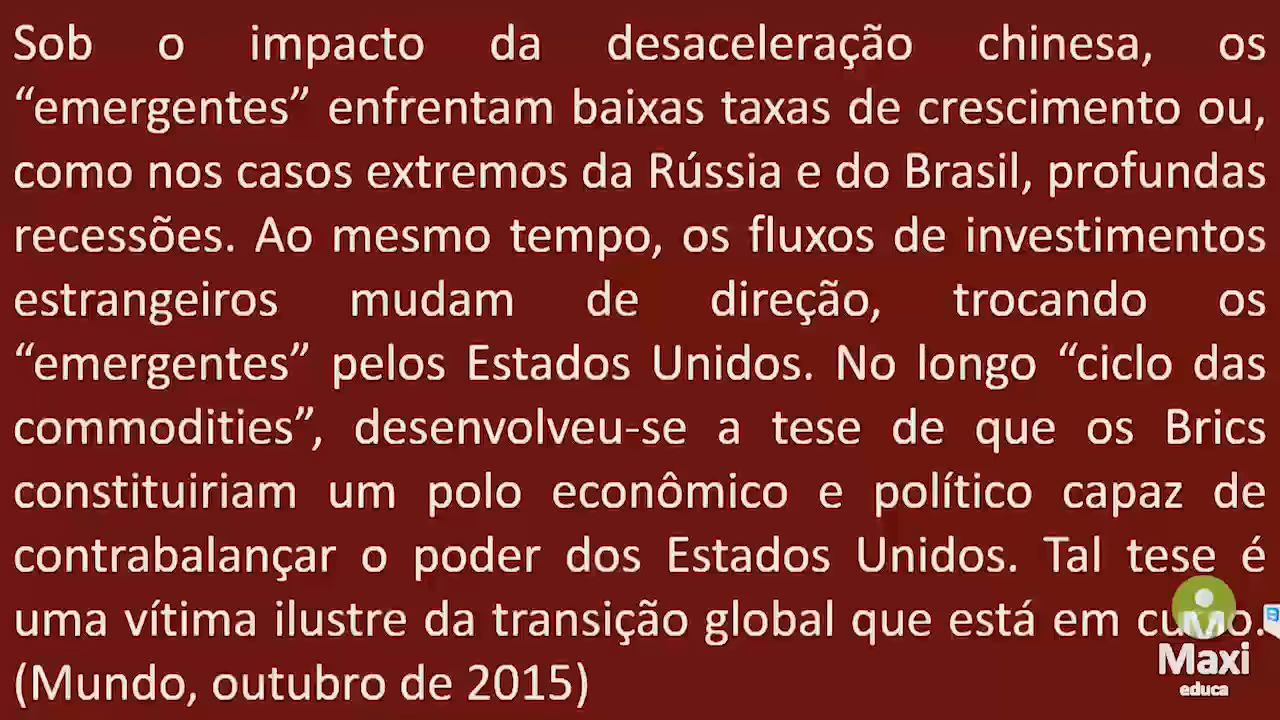 Sob o impacto da desaceleração chinesa, os
“emergentes” enfrentam baixas taxas de crescimento ou,
como nos casos extremos da Rússia e do Brasil, profundas
recessões. Ao mesmo tempo, os fluxos de investimentos
estrangeiros mudam de direção, trocando os
“emergentes” pelos Estados Unidos. No longo “ciclo das
commodities”, desenvolveu-se a tese de que os Brics
constituiriam um polo econômico e político capaz de
contrabalançar o poder dos Estados Unidos. Tal tese é
uma vítima ilustre da transição global que está em
(Mundo, outubro de 2015)
Maxi
educa